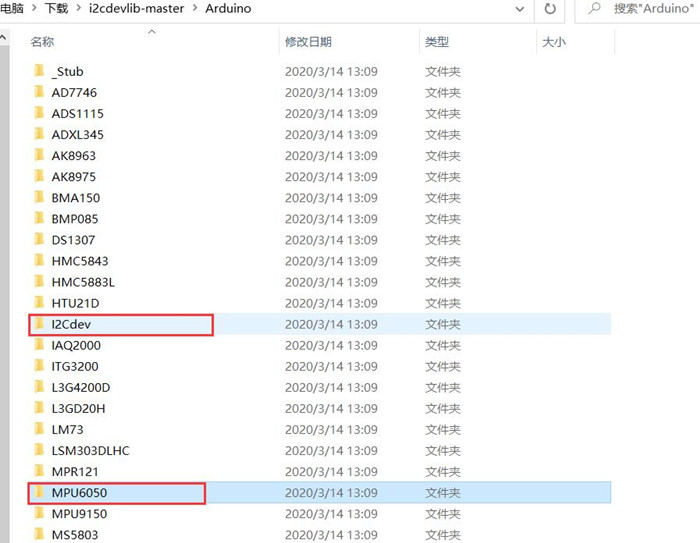 电脑 › 下载 › i2cdevlib-master › Arduino
搜索"Arduino"
名称 修改日期 类型 大小
_Stub 2020/3/14 13:09 文件夹
AD7746 2020/3/14 13:09 文件夹
ADS1115 2020/3/14 13:09 文件夹
ADXL345 2020/3/14 13:09 文件夹
AK8963 2020/3/14 13:09 文件夹
AK8975 2020/3/14 13:09 文件夹
BMA150 2020/3/14 13:09 文件夹
BMP085 2020/3/14 13:09 文件夹
DS1307 2020/3/14 13:09 文件夹
HMC5843 2020/3/14 13:09 文件夹
HMC5883L 2020/3/14 13:09 文件夹
HTU21D 2020/3/14 13:09 文件夹
I2Cdev 2020/3/14 13:09 文件夹
IAQ2000 2020/3/14 13:09 文件夹
ITG3200 2020/3/14 13:09 文件夹
L3G4200D 2020/3/14 13:09 文件夹
L3GD20H 2020/3/14 13:09 文件夹
LM73 2020/3/14 13:09 文件夹
LSM303DLHC 2020/3/14 13:09 文件夹
MPR121 2020/3/14 13:09 文件夹
MPU6050 2020/3/14 13:09 文件夹
MPU9150 2020/3/14 13:09 文件夹
MS5803 2020/3/14 13:09 文件夹